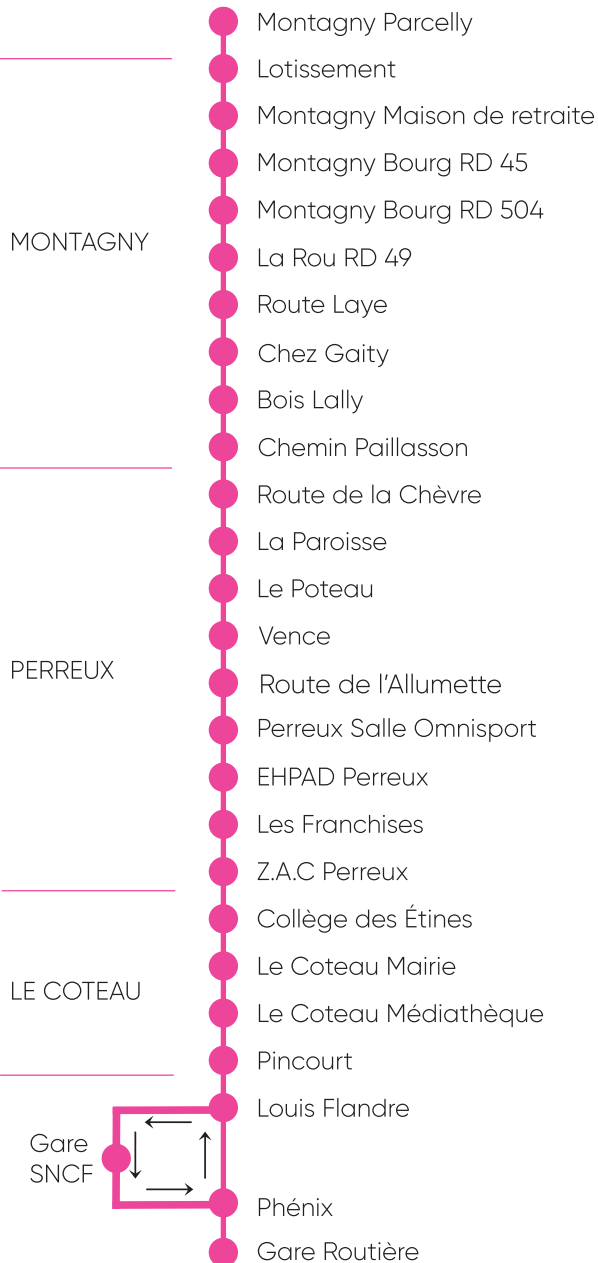 Montagny Parcelly
Lotissement
Montagny Maison de retraite
Montagny Bourg RD 45
Montagny Bourg RD 504
MONTAGNY
La Rou RD 49
Route Laye
Chez Gaity
Bois Lally
Chemin Paillasson
Route de la Chèvre
La Paroisse
Le Poteau
Vence
PERREUX
Route de l'Allumette
Perreux Salle Omnisport
EHPAD Perreux
Les Franchises
Z.A.C Perreux
Collège des Étines
Le Coteau Mairie
LE COTEAU
Le Coteau Médiathèque
Pincourt
Louis Flandre
Gare
SNCF
Phénix
Gare Routière